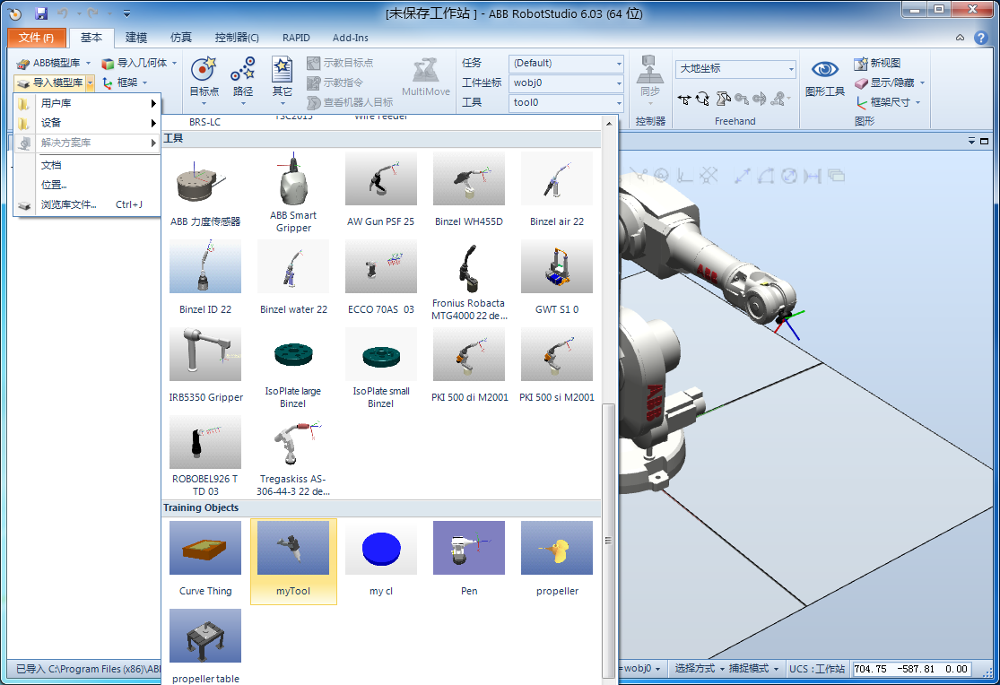 [未保存工作站 ] - ABB RobotStudio 6.03 (64 位)
文件 (F) 基本 建模 仿真 控制器(C) RAPID Add-Ins
ABB模型库 导入几何体
导入模型库 框架
目标点 路径 其它
示教目标点
示教指令
查看机器人目标
MultiMove
任务 (Default)
工件坐标 wobj0
工具 tool0
同步
控制器
大地坐标
Freehand
图形工具
新视图
显示/隐藏
框架尺寸
图形
用户库
设备
解决方案库
文档
位置...
浏览库文件... Ctrl+J
BRS-LC
TSC2013
Wire Feeder
工具
ABB 力度传感器
ABB Smart
Gripper
AW Gun PSF 25
Binzel WH455D
Binzel air 22
Binzel ID 22
Binzel water 22
ECCO 70AS 03
Fronius Robacta
MTG4000 22 de...
GWT S1 0
IRB5350 Gripper
IsoPlate large
Binzel
IsoPlate small
Binzel
PKI 500 di M2001
PKI 500 si M2001
ROBOBEL926 T
TD 03
Tregaskiss AS-
306-44-3 22 de...
Training Objects
Curve Thing
myTool
my cl
Pen
propeller
propeller table
ABB
ABB
已导入 C:\Program Files (x86)\ABB
=wobj0 选择方式 捕捉模式 UCS : 工作站 704.75 -587.81 0.00